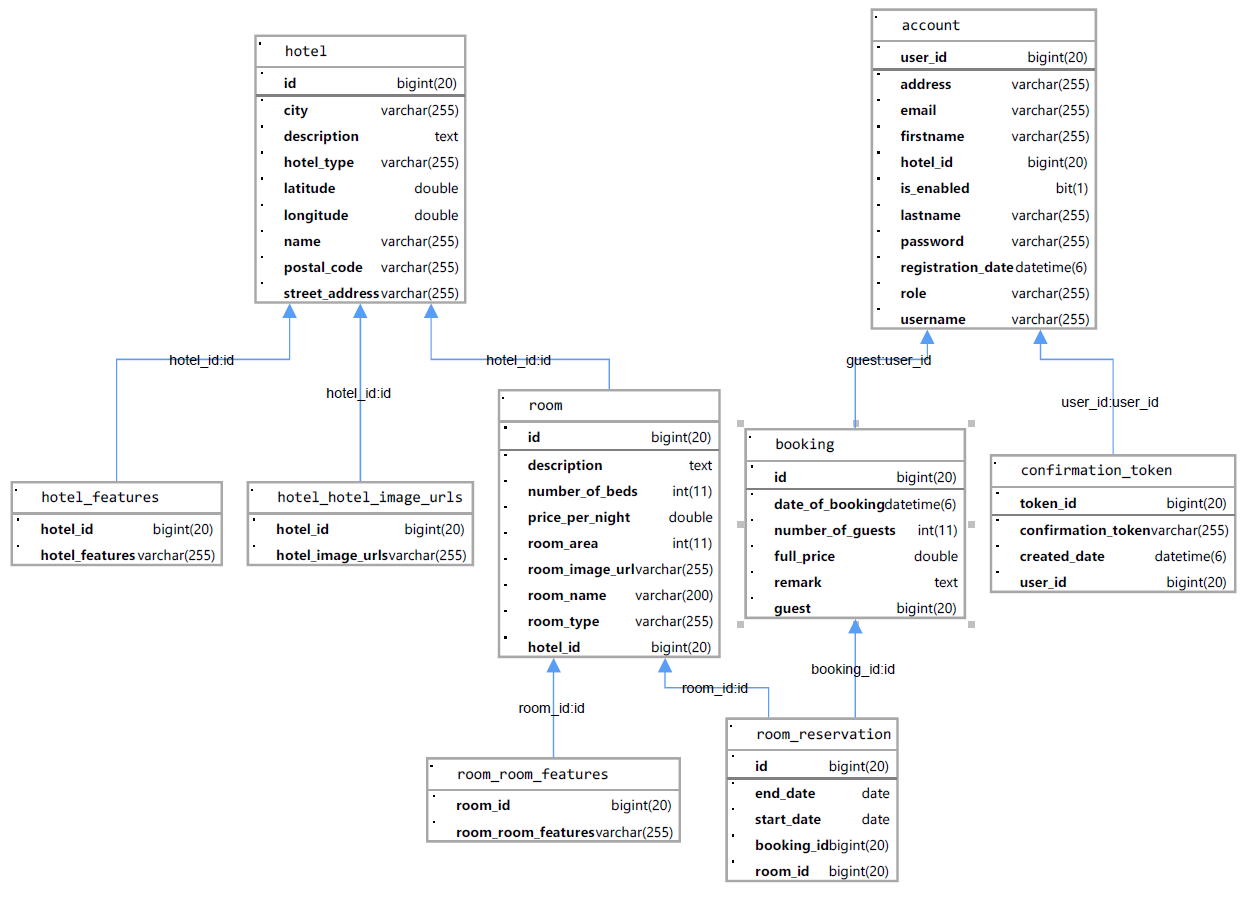 hotel
id bigint(20)
city varchar(255)
description text
hotel_type varchar(255)
latitude double
longitude double
name varchar(255)
postal_code varchar(255)
street_address varchar(255)
account
user_id bigint(20)
address varchar(255)
email varchar(255)
firstname varchar(255)
hotel_id bigint(20)
is_enabled bit(1)
lastname varchar(255)
password varchar(255)
registration_date datetime(6)
role varchar(255)
username varchar(255)
hotel_id:id
hotel_id:id
hotel_id:id
guest:user_id
user_id:user_id
hotel_features
hotel_id bigint(20)
hotel_features varchar(255)
hotel_hotel_image_urls
hotel_id bigint(20)
hotel_image_urls varchar(255)
room
id bigint(20)
description text
number_of_beds int(11)
price_per_night double
room_area int(11)
room_image_url varchar(255)
room_name varchar(200)
room_type varchar(255)
hotel_id bigint(20)
booking
id bigint(20)
date_of_booking datetime(6)
number_of_guests int(11)
full_price double
remark text
guest bigint(20)
confirmation_token
token_id bigint(20)
confirmation_token varchar(255)
created_date datetime(6)
user_id bigint(20)
room_id:id
room_id:id
booking_id:id
room_room_features
room_id bigint(20)
room_room_features varchar(255)
room_reservation
id bigint(20)
end_date date
start_date date
booking_id bigint(20)
room_id bigint(20)